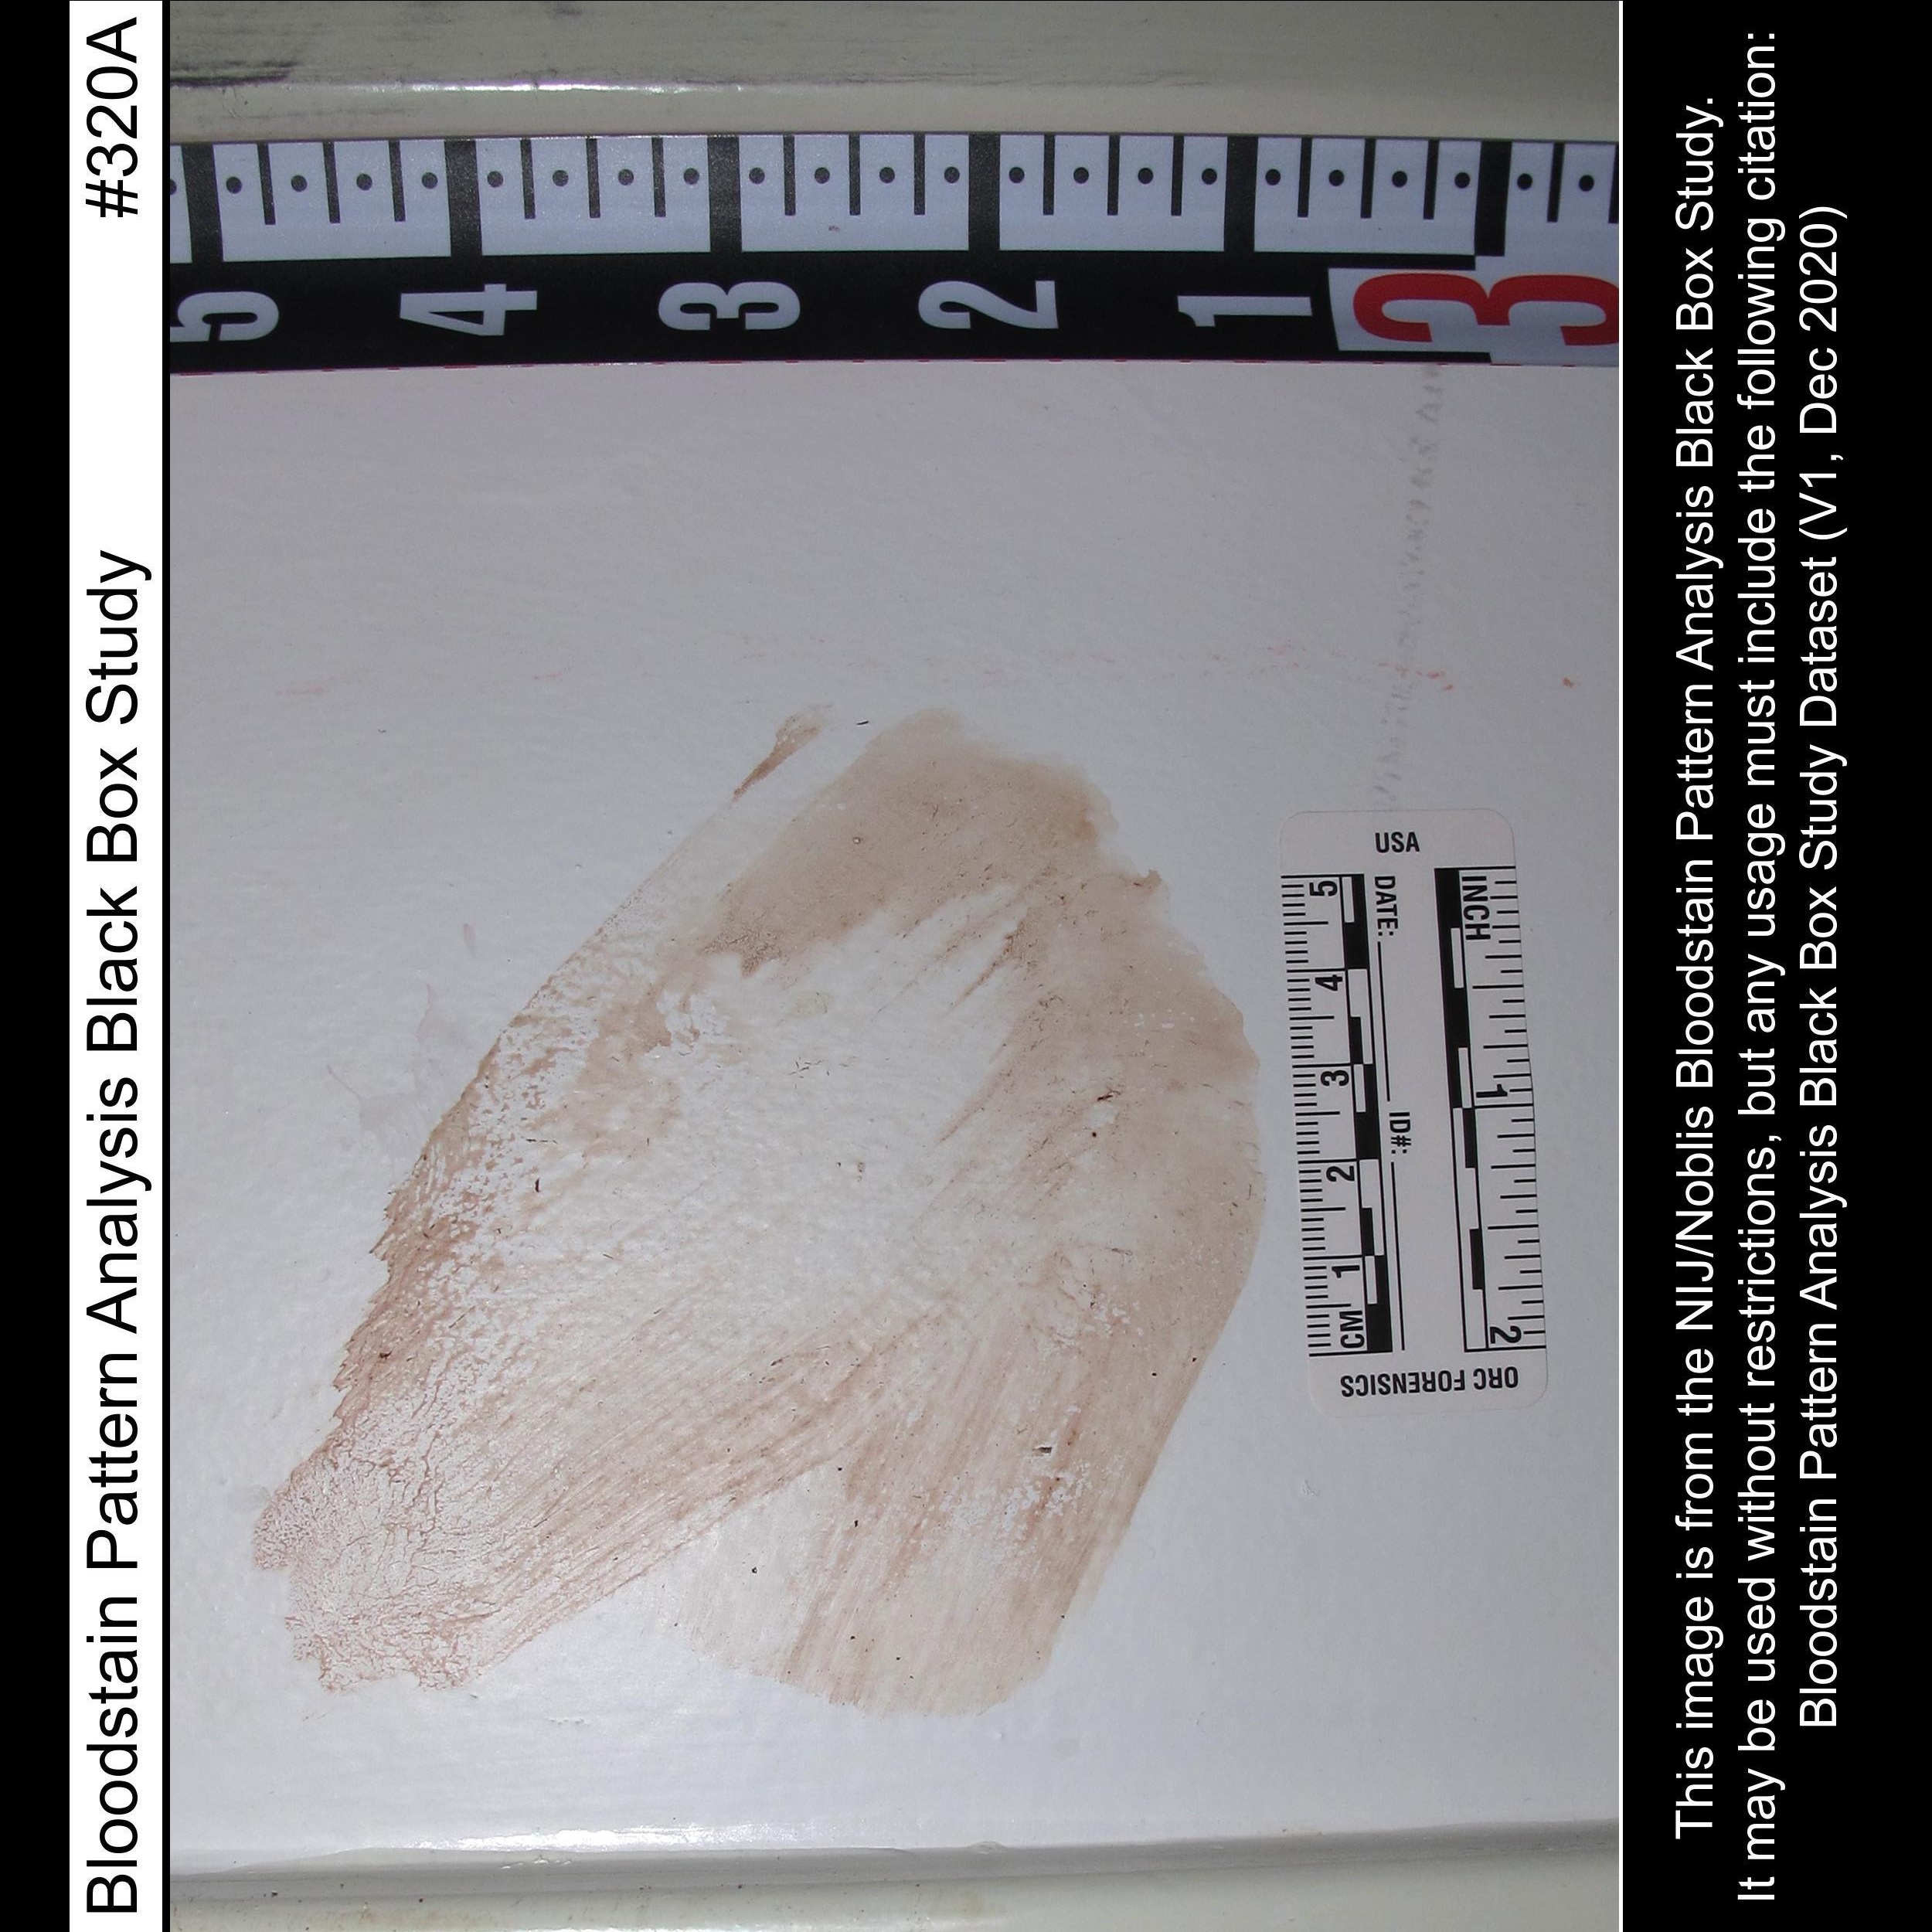 Bloodstain Pattern Analysis Black Box Study #320A
5 4 3 2 1 3
USA
INCH
1
2
DATE:
ID#:
5
4
3
2
1
CM
ORC FORENSICS
This image is from the NIJ/Noblis Bloodstain Pattern Analysis Black Box Study.
It may be used without restrictions, but any usage must include the following citation:
Bloodstain Pattern Analysis Black Box Study Dataset (V1, Dec 2020)